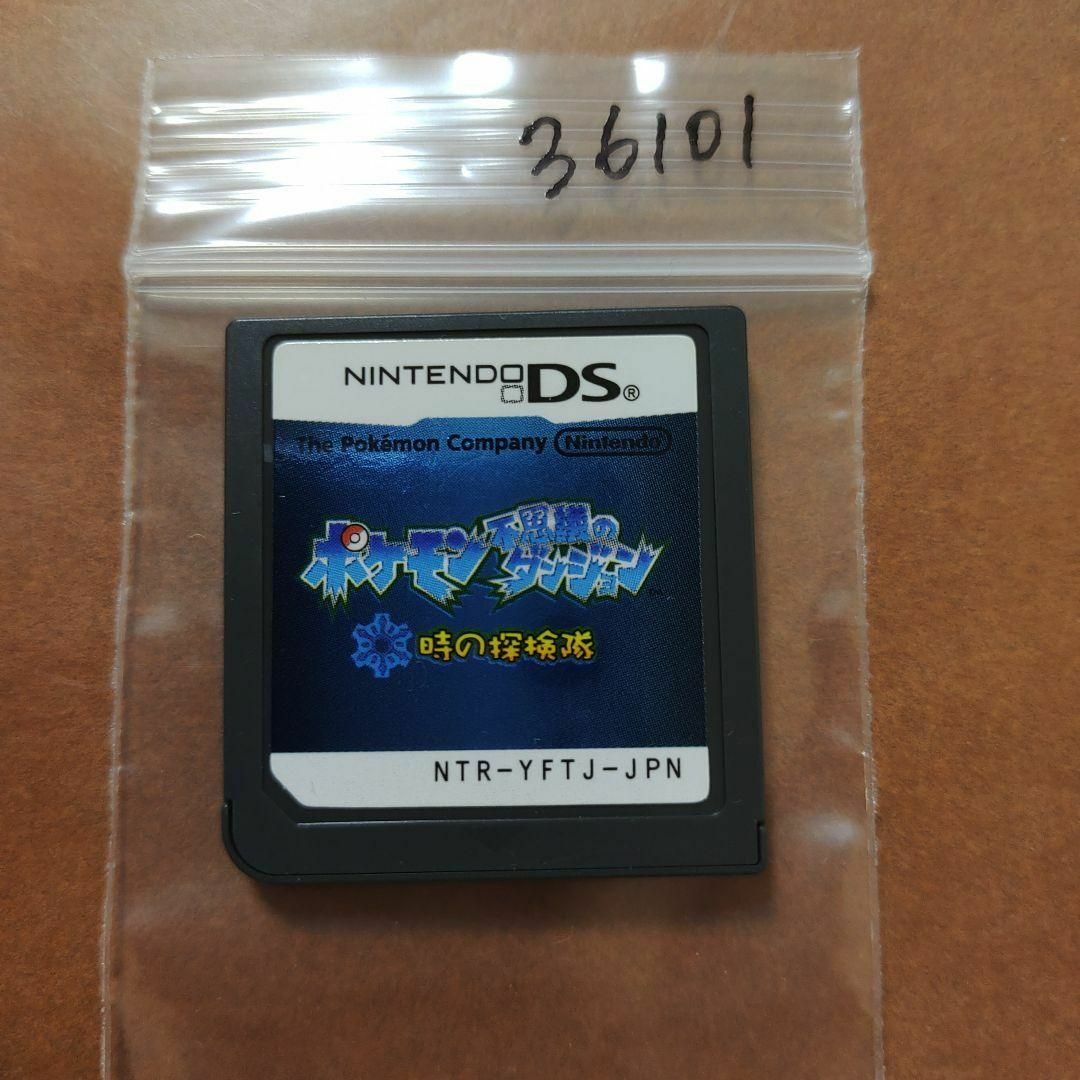 36101
NINTENDO DS®
The Pokémon Company Nintendo
ポケモン不思議のダンジョン
時の探検隊
NTR-YFTJ-JPN